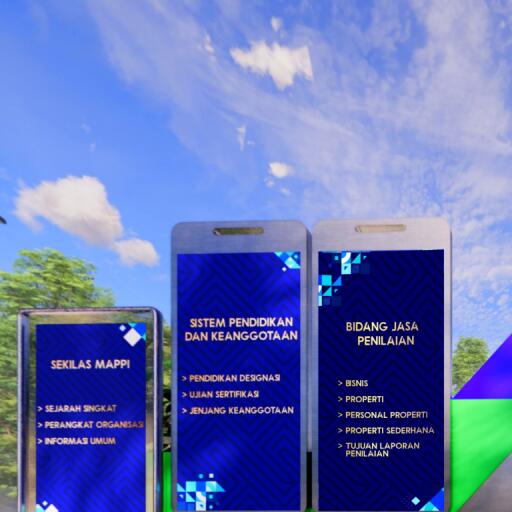 SEKILAS MAPPI
> SEJARAH SINGKAT
> PERANGKAT ORGANISASI
> INFORMASI UMUM
SISTEM PENDIDIKAN
DAN KEANGGOTAAN
> PENDIDIKAN DESIGNASI
> UJIAN SERTIFIKASI
> JENJANG KEANGGOTAAN
BIDANG JASA
PENILAIAN
> BISNIS
> PROPERTI
> PERSONAL PROPERTI
> PROPERTI SEDERHANA
> TUJUAN LAPORAN
PENILAIAN